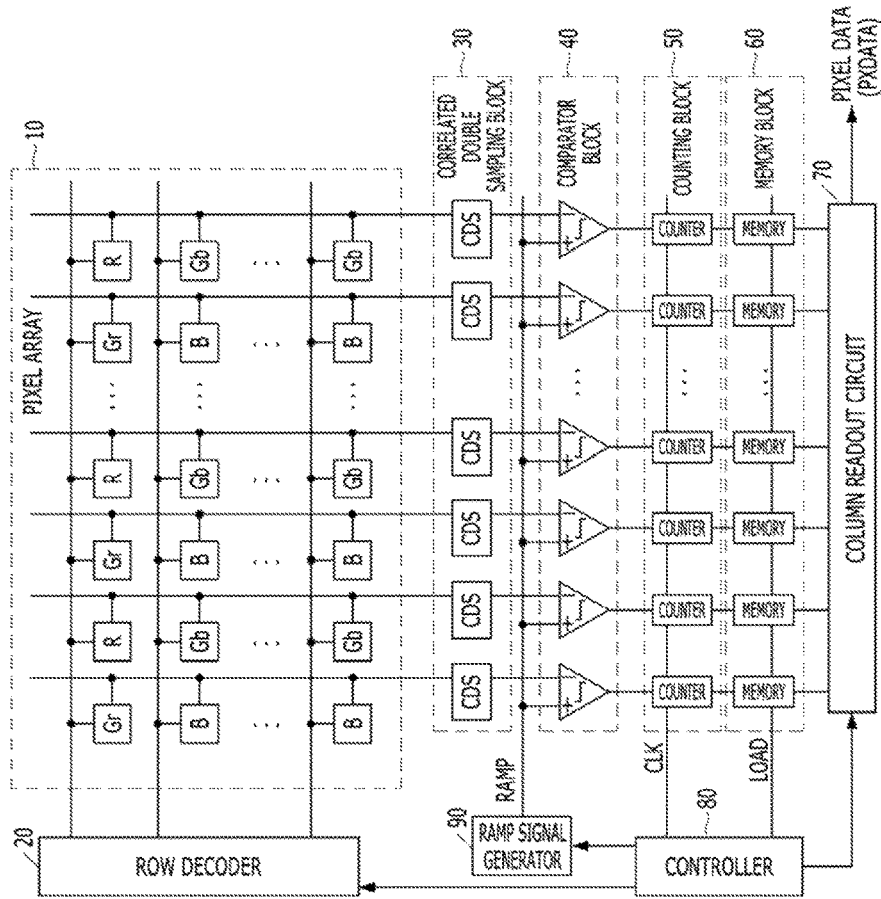 10
PIXEL ARRAY
Gr R Gr R ... Gr R
B Gb B Gb ... B Gb
... ... ... ... ... ...
B Gb B Gb ... B Gb
20
ROW DECODER
30
CORRELATED
DOUBLE
SAMPLING BLOCK
CDS CDS CDS CDS CDS CDS
90
RAMP SIGNAL
GENERATOR
RAMP
40
COMPARATOR
BLOCK
+ - + - + - + - ... + - + -
50
COUNTING BLOCK
CLK
COUNTER COUNTER COUNTER COUNTER ... COUNTER COUNTER
60
MEMORY BLOCK
LOAD
MEMORY MEMORY MEMORY MEMORY ... MEMORY MEMORY
80
CONTROLLER
70
COLUMN READOUT CIRCUIT
PIXEL DATA
(PXDATA)